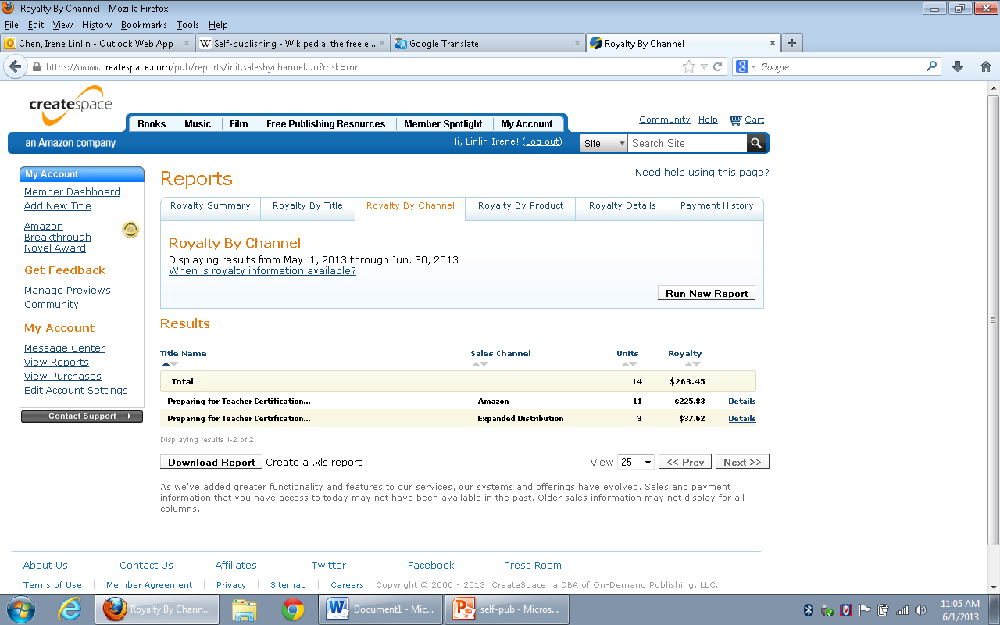 Royalty By Channel - Mozilla Firefox
File Edit View History Bookmarks Tools Help
Chen, Irene Linlin - Outlook Web App
Self-publishing - Wikipedia, the free e...
Google Translate
Royalty By Channel
https://www.createspace.com/pub/reports/init.salesbychannel.do?msk=mr
Google
createspace
Books Music Film Free Publishing Resources Member Spotlight My Account
Community Help Cart
an Amazon company
Hi, Linlin Irene! (Log out)
Site Search Site
My Account
Member Dashboard
Add New Title
Amazon
Breakthrough
Novel Award
Get Feedback
Manage Previews
Community
My Account
Message Center
View Reports
View Purchases
Edit Account Settings
Contact Support
Reports
Need help using this page?
Royalty Summary Royalty By Title Royalty By Channel Royalty By Product Royalty Details Payment History
Royalty By Channel
Displaying results from May. 1, 2013 through Jun. 30, 2013
When is royalty information available?
Run New Report
Results
Title Name Sales Channel Units Royalty
Total 14 $263.45
Preparing for Teacher Certification... Amazon 11 $225.83 Details
Preparing for Teacher Certification... Expanded Distribution 3 $37.62 Details
Displaying results 1-2 of 2
Download Report Create a .xls report View 25 << Prev Next >>
As we've added greater functionality and features to our services, our systems and offerings have evolved. Sales and payment
information that you have access to today may not have been available in the past. Older sales information may not display for all
columns.
About Us Contact Us Affiliates Twitter Facebook Press Room
Terms of Use Member Agreement Privacy Sitemap Careers Copyright © 2000 - 2013, CreateSpace, a DBA of On-Demand Publishing, LLC.
Royalty By Chann...
Document1 - Mic...
self-pub - Micros...
11:05 AM
6/1/2013